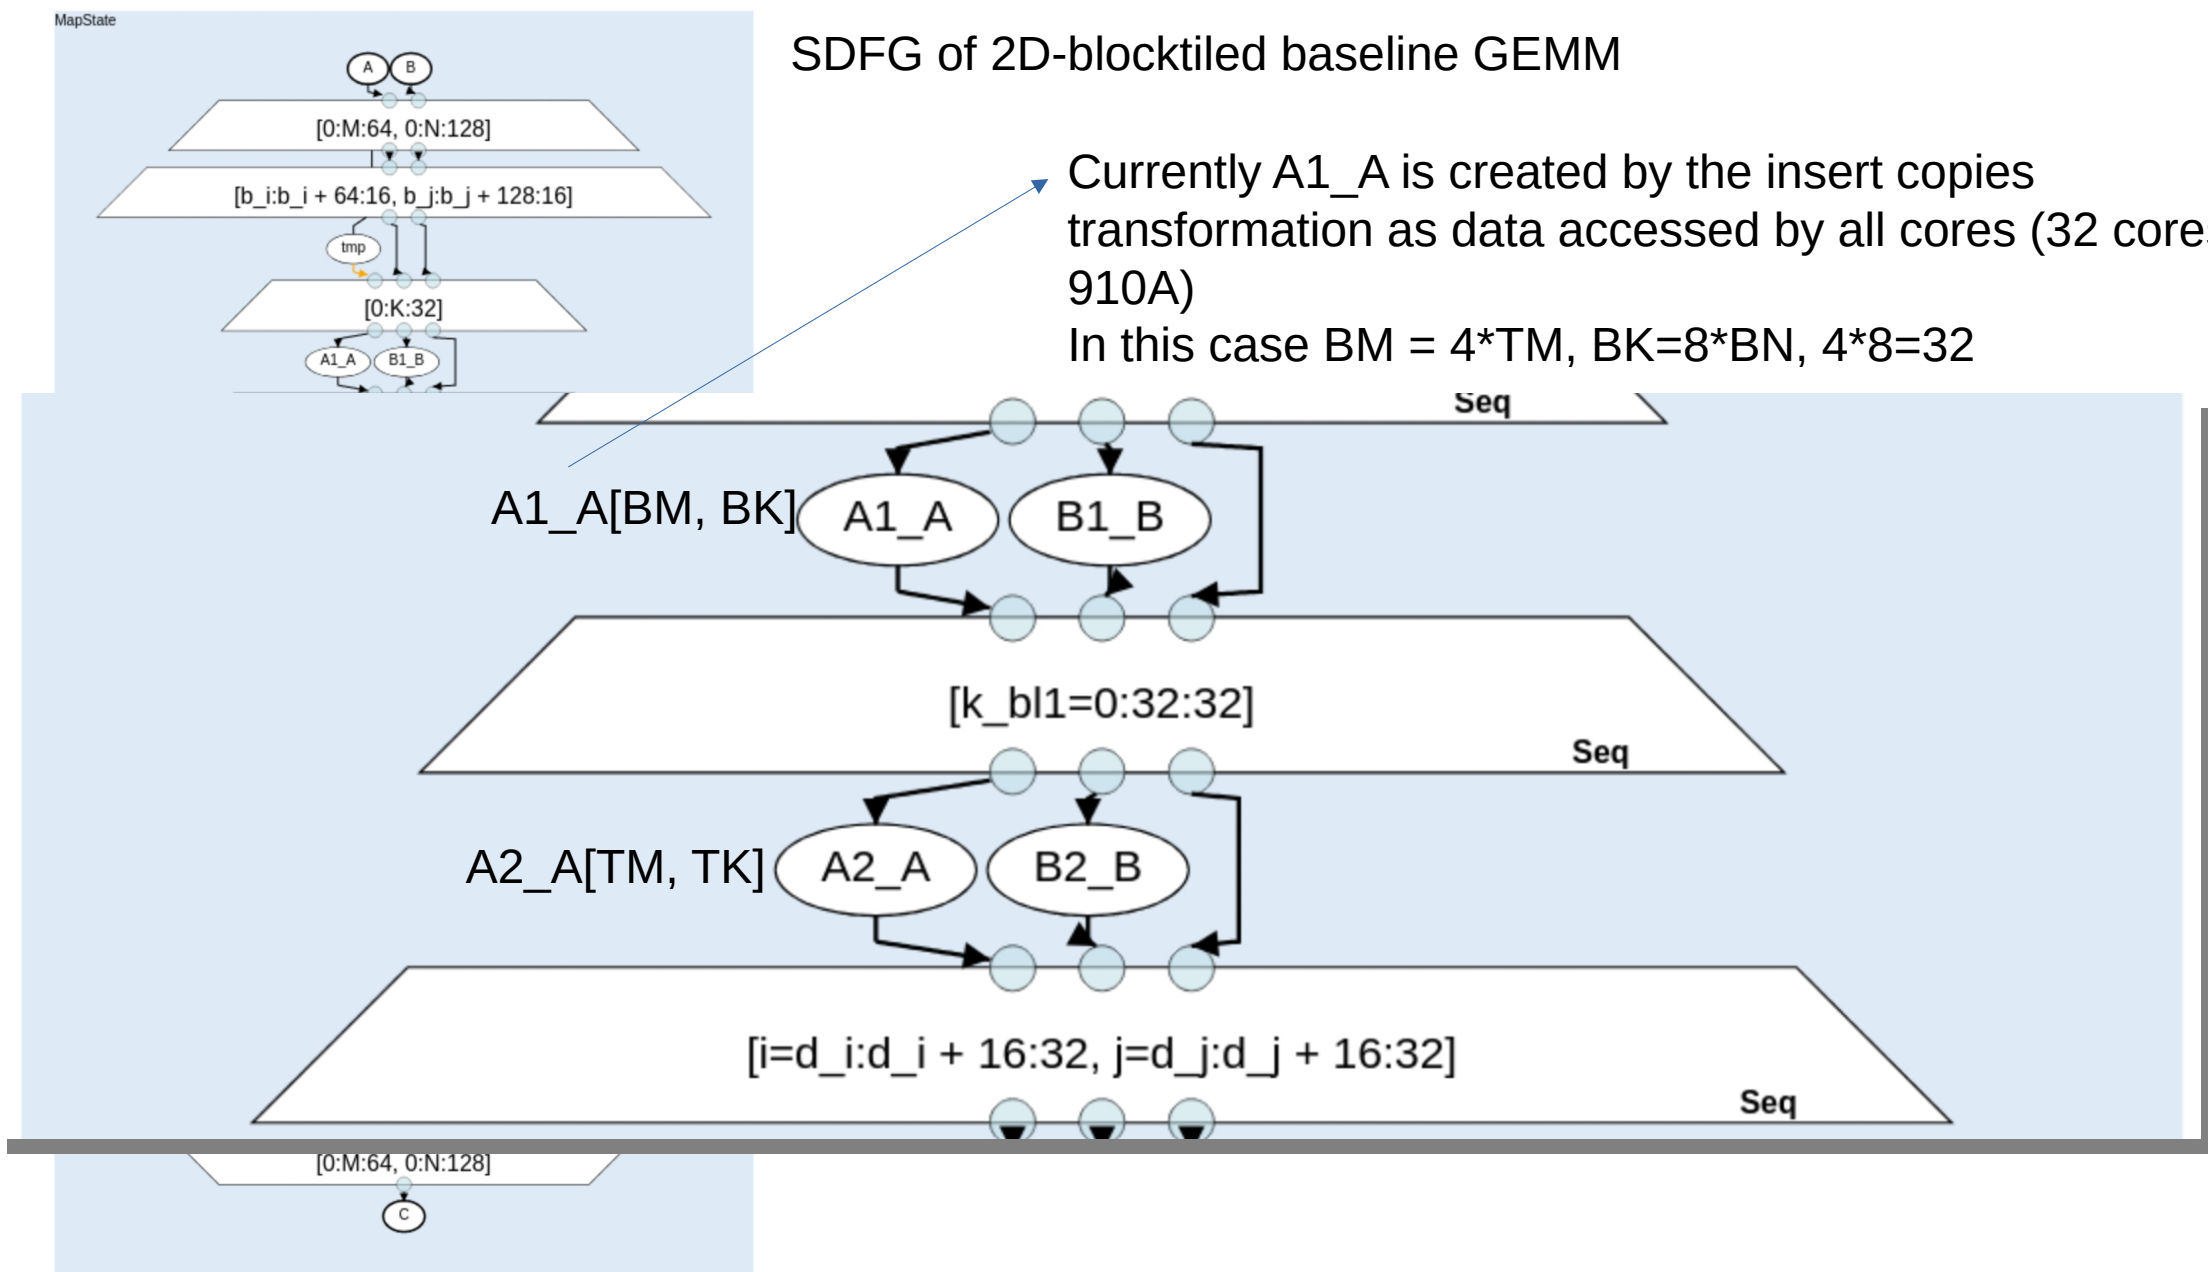 MapState
SDFG of 2D-blocktiled baseline GEMM
A B
[0:M:64, 0:N:128]
[b_i:b_i + 64:16, b_j:b_j + 128:16]
tmp
[0:K:32]
A1_A B1_B
Currently A1_A is created by the insert copies
transformation as data accessed by all cores (32 core
910A)
In this case BM = 4*TM, BK=8*BN, 4*8=32
Seq
A1_A[BM, BK] A1_A B1_B
[k_bl1=0:32:32]
Seq
A2_A[TM, TK] A2_A B2_B
[i=d_i:d_i + 16:32, j=d_j:d_j + 16:32]
Seq
[0:M:64, 0:N:128]
C